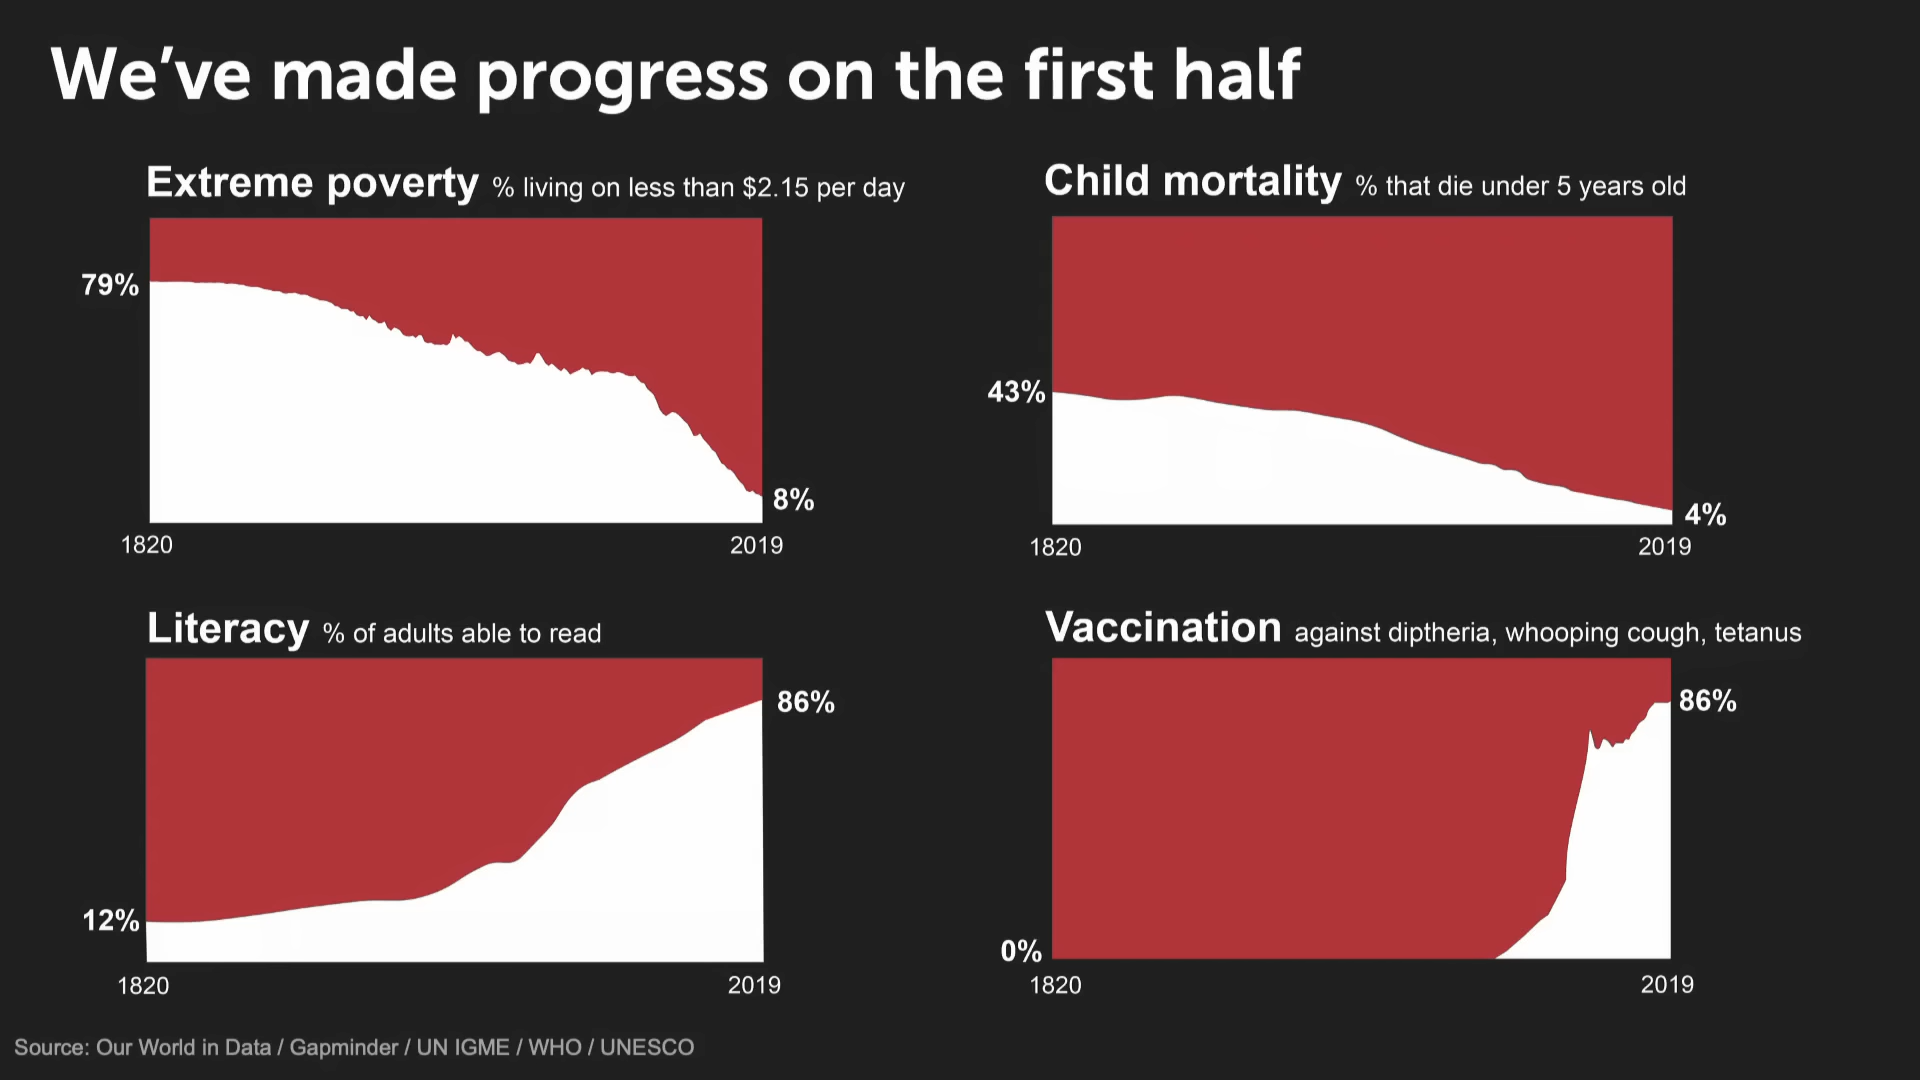 We've made progress on the first half
Extreme poverty % living on less than $2.15 per day
79%
8%
1820
2019
Child mortality % that die under 5 years old
43%
4%
1820
2019
Literacy % of adults able to read
86%
12%
1820
2019
Vaccination against diptheria, whooping cough, tetanus
86%
0%
1820
2019
Source: Our World in Data / Gapminder / UN IGME / WHO / UNESCO